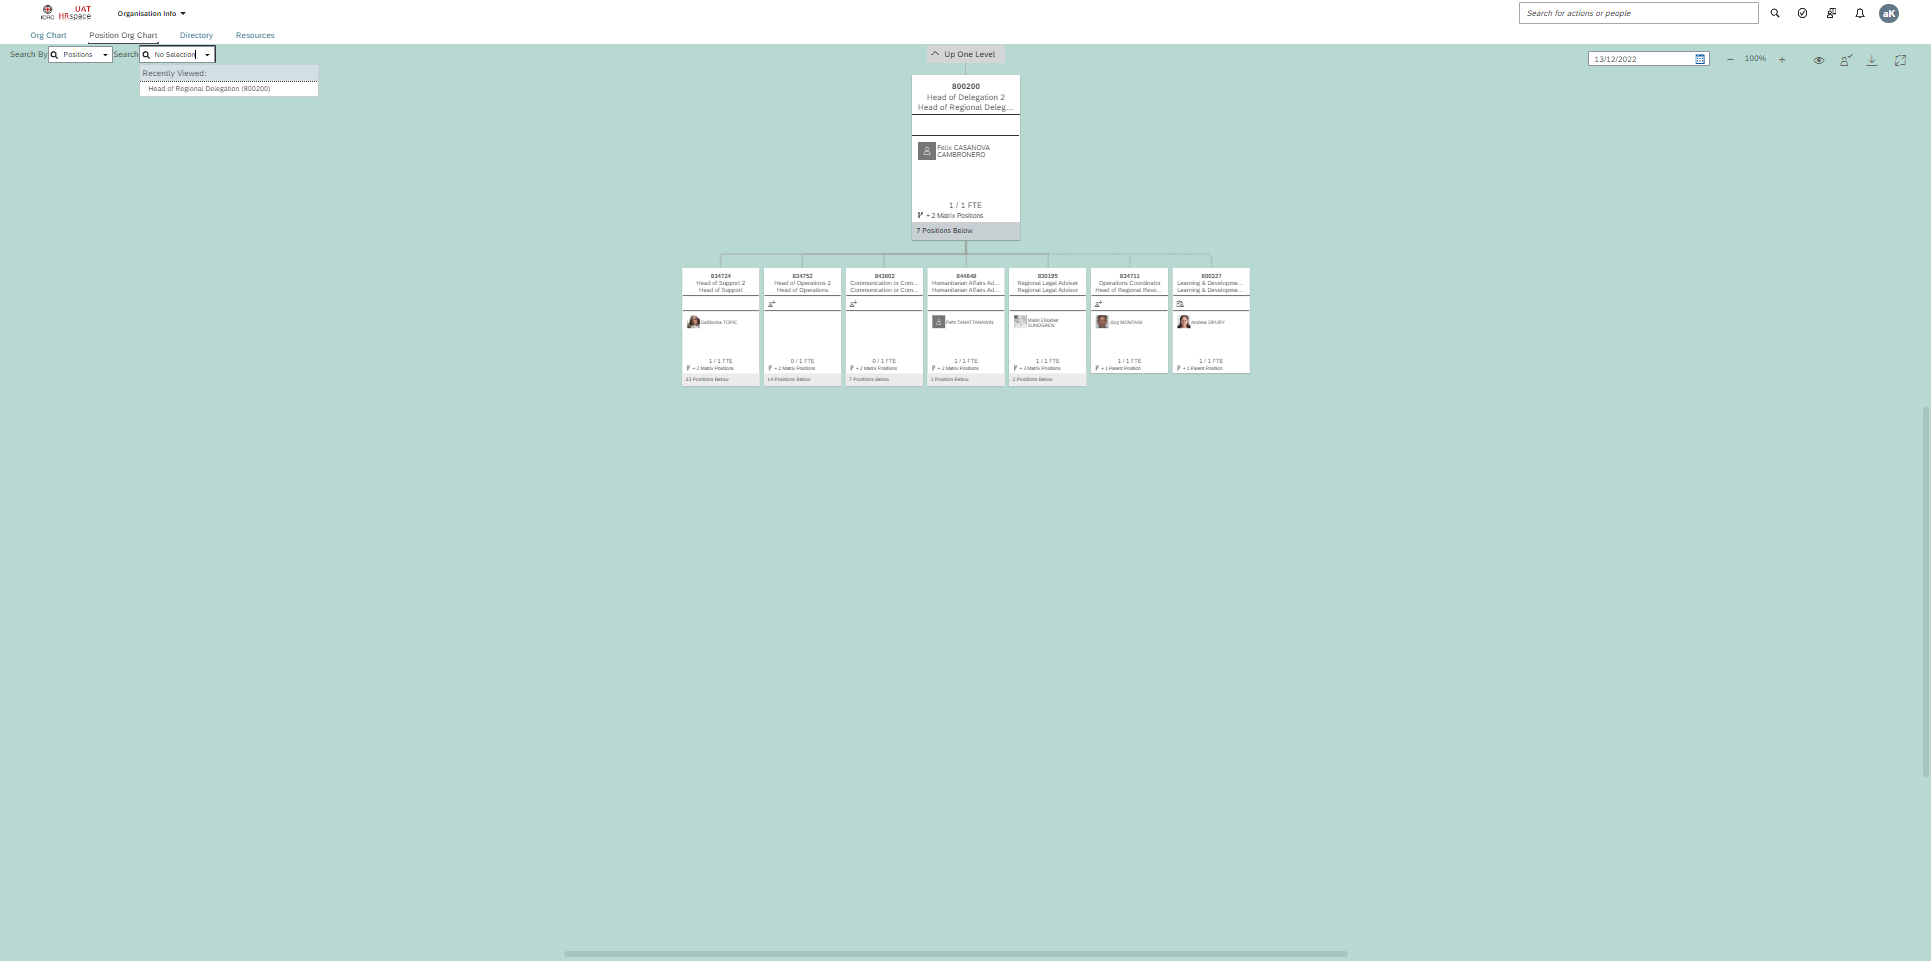 ICRC
UAT
HRspace
Organisation Info
Search for actions or people
aK
Org Chart
Position Org Chart
Directory
Resources
Search By
Positions
Search
No Selection
Recently Viewed:
Head of Regional Delegation (800200)
Up One Level
13/12/2022
100%
800200
Head of Delegation 2
Head of Regional Deleg...
Felix CASANOVA
CAMBRONERO
1 / 1 FTE
+ 2 Matrix Positions
7 Positions Below
834724
Head of Support 2
Head of Support
Daliborka TOPIC
1 / 1 FTE
+ 2 Matrix Positions
33 Positions Below
834752
Head of Operations 2
Head of Operations
0 / 1 FTE
+ 2 Matrix Positions
14 Positions Below
843602
Communication or Com...
Communication or Com...
0 / 1 FTE
+ 2 Matrix Positions
7 Positions Below
844648
Humanitarian Affairs Ad...
Humanitarian Affairs Ad...
TANATTANAWIN
1 / 1 FTE
+ 2 Matrix Positions
1 Position Below
830195
Regional Legal Adviser
Regional Legal Advisor
Malin Elisabet
SUNDGREN
1 / 1 FTE
+ 3 Matrix Positions
2 Positions Below
834711
Operations Coordinator
Head of Regional Reso...
Jürg MONTANI
1 / 1 FTE
+ 1 Parent Position
800327
Learning & Developme...
Learning & Developme...
Andrea DRURY
1 / 1 FTE
+ 1 Parent Position